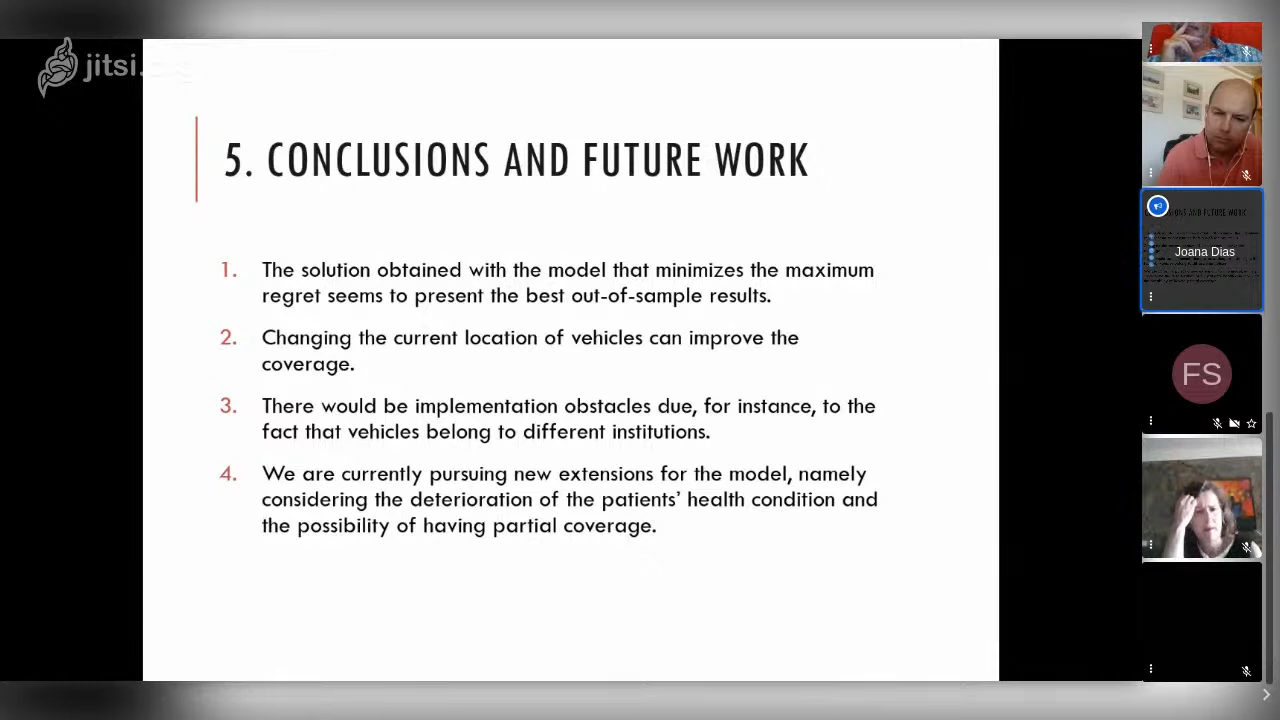 jitsi.
5. CONCLUSIONS AND FUTURE WORK
1. The solution obtained with the model that minimizes the maximum
regret seems to present the best out-of-sample results.
2. Changing the current location of vehicles can improve the
coverage.
3. There would be implementation obstacles due, for instance, to the
fact that vehicles belong to different institutions.
4. We are currently pursuing new extensions for the model, namely
considering the deterioration of the patients’ health condition and
the possibility of having partial coverage.
AND FUTURE WORK
Joana Dias
FS